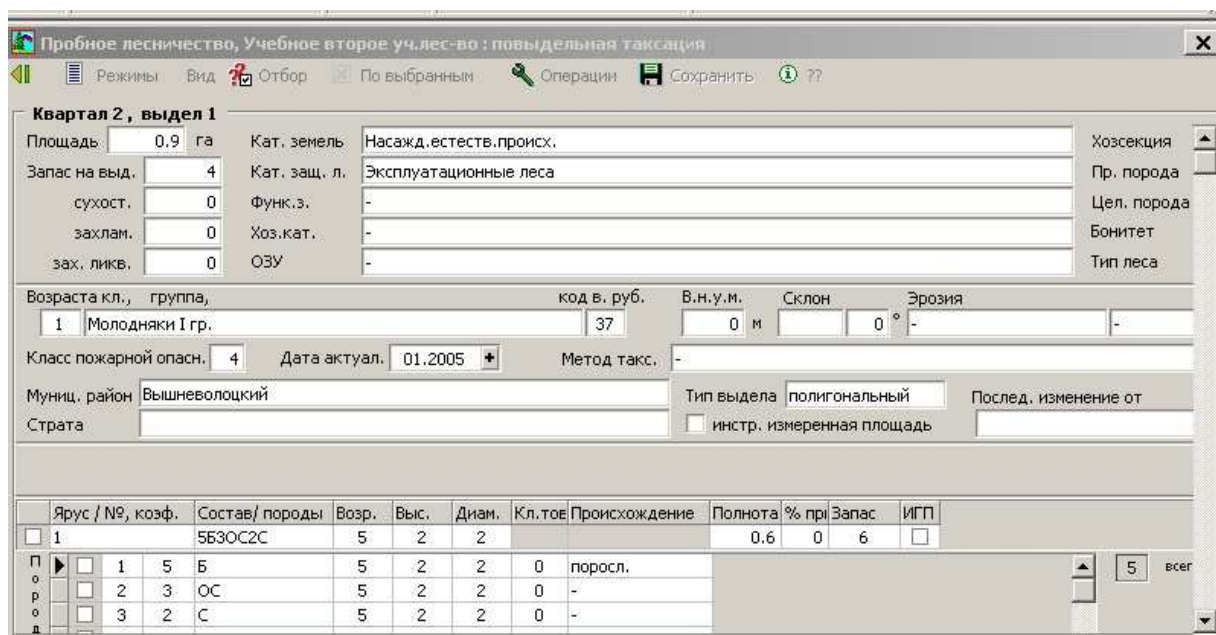 Пробное лесничество, Учебное второе уч.лес-во : повыдельная таксация
Режимы Вид Отбор По выбранным Операции Сохранить ??
Квартал 2 , выдел 1
Площадь 0.9 га Кат. земель Насажд.естеств.происх. Хозсекция
Запас на выд. 4 Кат. защ. л. Эксплуатационные леса Пр. порода
сухост. 0 Функ.з. - Цел. порода
захлам. 0 Хоз.кат. - Бонитет
зах. ликв. 0 ОЗУ - Тип леса
Возраста кл., группа, код в. руб. В.н.у.м. Склон Эрозия
1 Молодняки I гр. 37 0 м 0 ° - -
Класс пожарной опасн. 4 Дата актуал. 01.2005 + Метод такс. -
Муниц. район Вышневолоцкий Тип выдела полигональный Послед. изменение от
Страта инстр. измеренная площадь
Ярус / №, коэф. Состав/ породы Возр. Выс. Диам. Кл.тов Происхождение Полнота % при Запас ИГП
1 5Б3ОС2С 5 2 2 0.6 0 6
1 5 Б 5 2 2 0 поросл. 5 всег
2 3 ОС 5 2 2 0 -
3 2 С 5 2 2 0 -
Пород